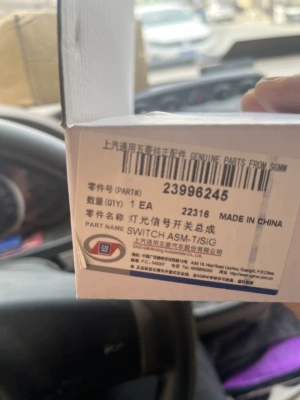 上汽通用五菱纯正配件 GENUINE PARTS FROM SGMW
零件号(PART#) 23996245
数量(QTY) 1 EA 22316 MADE IN CHINA
零件名称 灯光信号开关总成
PART NAME SWITCH ASM-T/SIG
上汽通用五菱汽车股份有限公司